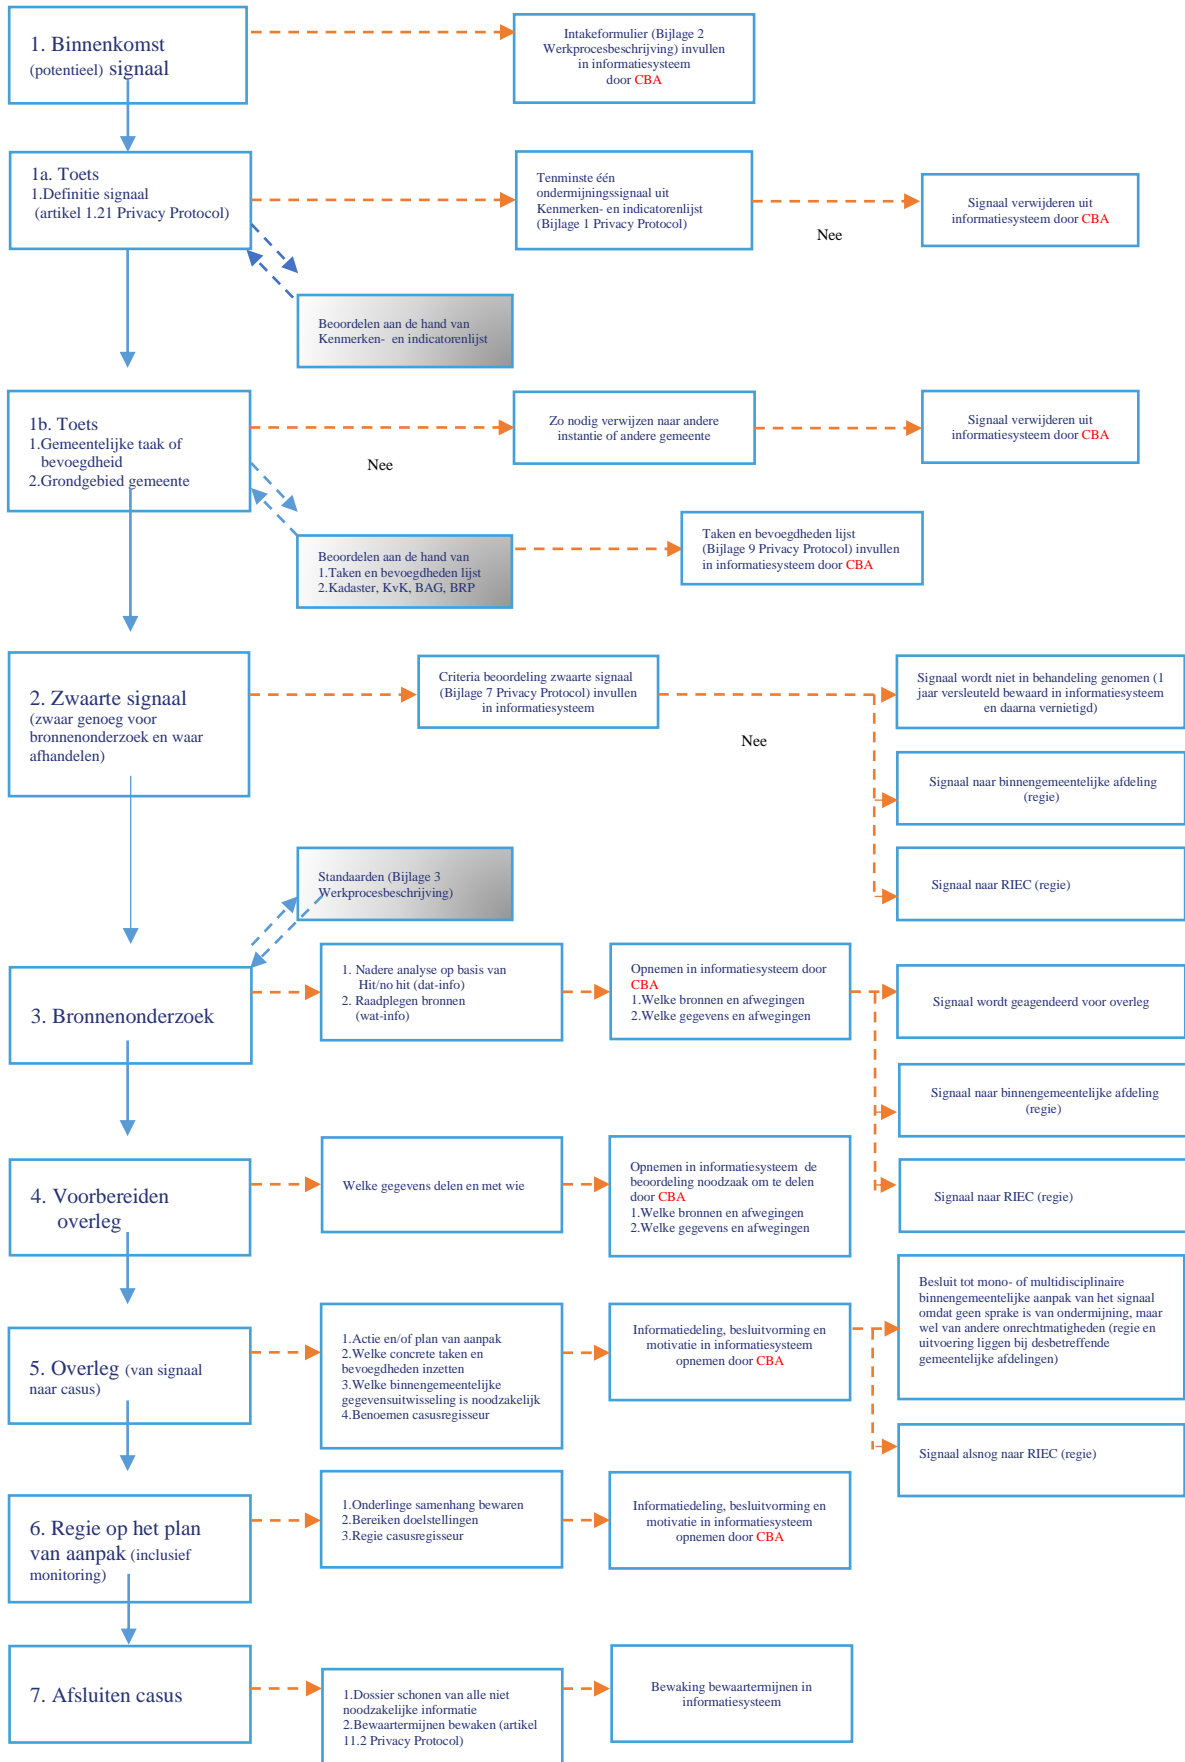 1. Binnenkomst
(potentieel) signaal
Intakeformulier (Bijlage 2
Werkprocesbeschrijving) invullen
in informatiesysteem
door CBA
1a. Toets
1.Definitie signaal
(artikel 1.21 Privacy Protocol)
Tenminste één
ondermijningssignaal uit
Kenmerken- en indicatorenlijst
(Bijlage 1 Privacy Protocol)
Nee
Signaal verwijderen uit
informatiesysteem door CBA
Beoordelen aan de hand van
Kenmerken- en indicatorenlijst
1b. Toets
1.Gemeentelijke taak of
bevoegdheid
2.Grondgebied gemeente
Nee
Zo nodig verwijzen naar andere
instantie of andere gemeente
Signaal verwijderen uit
informatiesysteem door CBA
Beoordelen aan de hand van
1.Taken en bevoegdheden lijst
2.Kadaster, KvK, BAG, BRP
Taken en bevoegdheden lijst
(Bijlage 9 Privacy Protocol) invullen
in informatiesysteem door CBA
2. Zwaarte signaal
(zwaar genoeg voor
bronnenonderzoek en waar
afhandelen)
Criteria beoordeling zwaarte signaal
(Bijlage 7 Privacy Protocol) invullen
in informatiesysteem
Nee
Signaal wordt niet in behandeling genomen (1
jaar versleuteld bewaard in informatiesysteem
en daarna vernietigd)
Signaal naar binnengemeentelijke afdeling
(regie)
Signaal naar RIEC (regie)
Standaarden (Bijlage 3
Werkprocesbeschrijving)
3. Bronnenonderzoek
1. Nadere analyse op basis van
Hit/no hit (dat-info)
2. Raadplegen bronnen
(wat-info)
Opnemen in informatiesysteem door
CBA
1.Welke bronnen en afwegingen
2.Welke gegevens en afwegingen
Signaal wordt geagendeerd voor overleg
Signaal naar binnengemeentelijke afdeling
(regie)
Signaal naar RIEC (regie)
4. Voorbereiden
overleg
Welke gegevens delen en met wie
Opnemen in informatiesysteem de
beoordeling noodzaak om te delen
door CBA
1.Welke bronnen en afwegingen
2.Welke gegevens en afwegingen
5. Overleg (van signaal
naar casus)
1.Actie en/of plan van aanpak
2.Welke concrete taken en
bevoegdheden inzetten
3.Welke binnengemeentelijke
gegevensuitwisseling is noodzakelijk
4.Benoemen casusregisseur
Informatiedeling, besluitvorming en
motivatie in informatiesysteem
opnemen door CBA
Besluit tot mono- of multidisciplinaire
binnengemeentelijke aanpak van het signaal
omdat geen sprake is van ondermijning, maar
wel van andere onrechtmatigheden (regie en
uitvoering liggen bij desbetreffende
gemeentelijke afdelingen)
Signaal alsnog naar RIEC (regie)
6. Regie op het plan
van aanpak (inclusief
monitoring)
1.Onderlinge samenhang bewaren
2.Bereiken doelstellingen
3.Regie casusregisseur
Informatiedeling, besluitvorming en
motivatie in informatiesysteem
opnemen door CBA
7. Afsluiten casus
1.Dossier schonen van alle niet
noodzakelijke informatie
2.Bewaartermijnen bewaken (artikel
11.2 Privacy Protocol)
Bewaking bewaartermijnen in
informatiesysteem